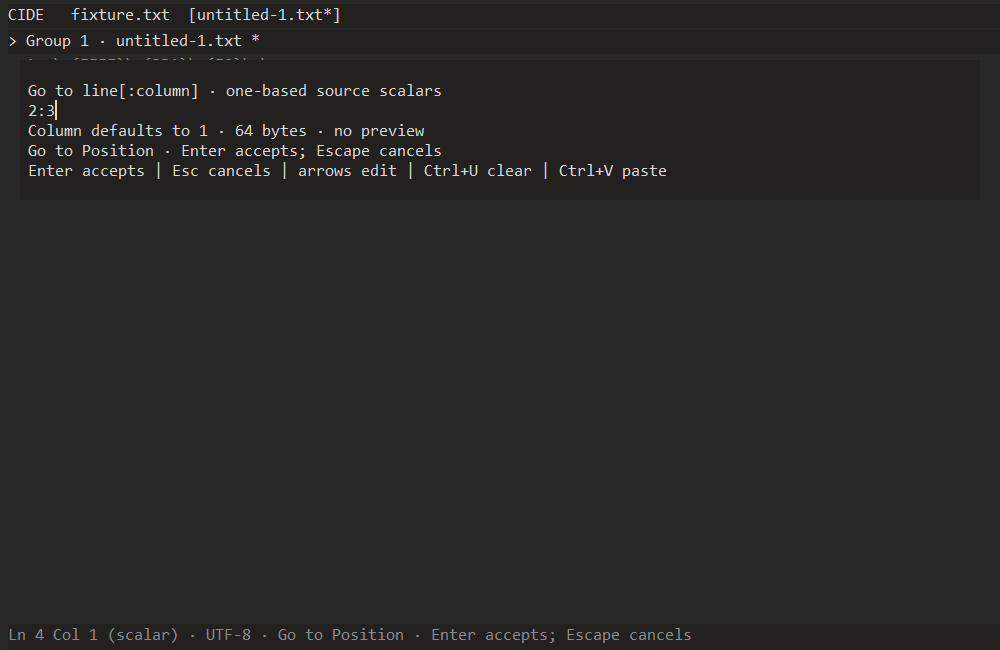 CIDE   fixture.txt  [untitled-1.txt*]
> Group 1 · untitled-1.txt *
Go to line[:column] · one-based source scalars
2:3
Column defaults to 1 · 64 bytes · no preview
Go to Position · Enter accepts; Escape cancels
Enter accepts | Esc cancels | arrows edit | Ctrl+U clear | Ctrl+V paste
Ln 4 Col 1 (scalar) · UTF-8 · Go to Position · Enter accepts; Escape cancels